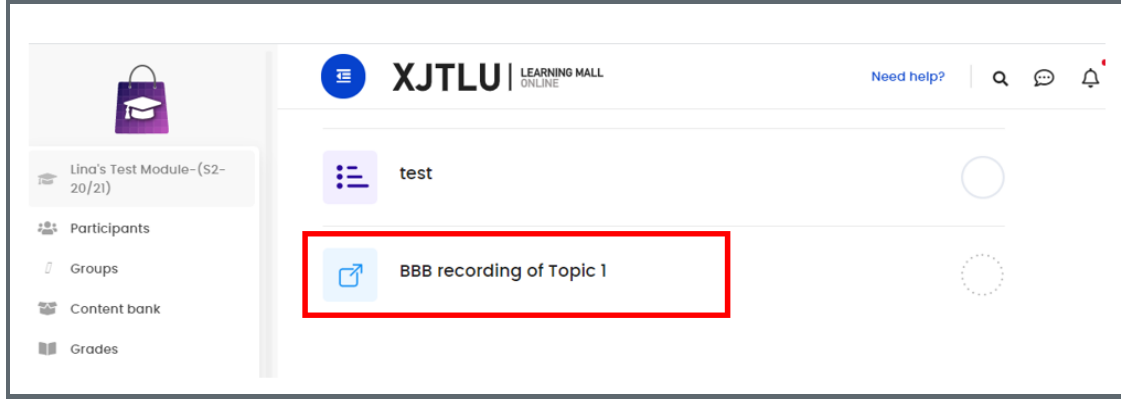 XJTLU LEARNING MALL
ONLINE
Need help?
Lina's Test Module-(S2-
20/21)
Participants
Groups
Content bank
Grades
test
BBB recording of Topic 1